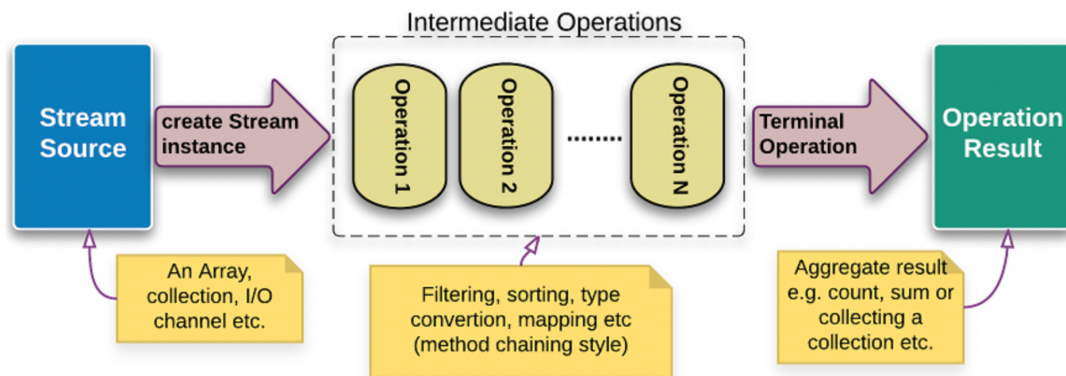 Intermediate Operations
Stream
Source
create Stream
instance
Operation 1
Operation 2
Operation N
Terminal
Operation
Operation
Result
An Array,
collection, I/O
channel etc.
Filtering, sorting, type
convertion, mapping etc
(method chaining style)
Aggregate result
e.g. count, sum or
collecting a
collection etc.